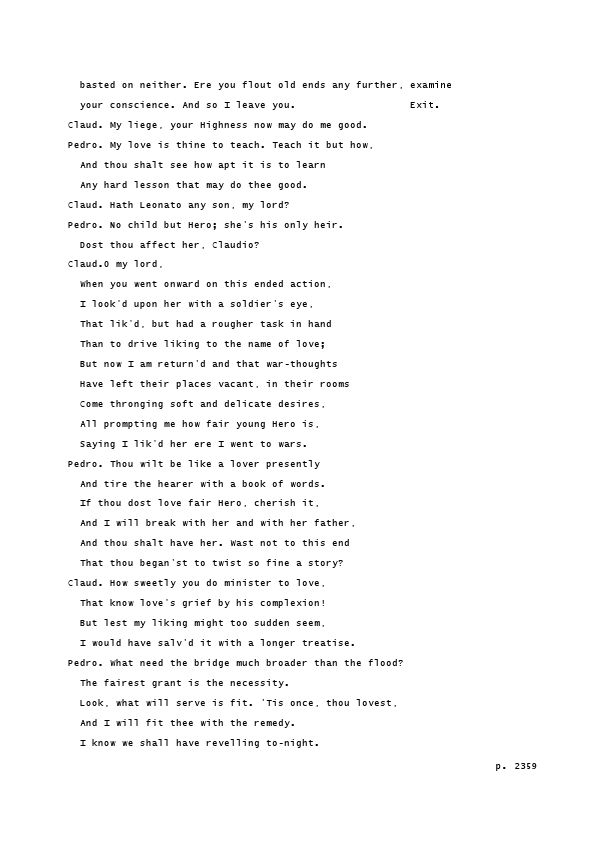 basted on neither. Ere you flout old ends any further, examine
your conscience. And so I leave you. Exit.
Claud. My liege, your Highness now may do me good.
Pedro. My love is thine to teach. Teach it but how,
And thou shalt see how apt it is to learn
Any hard lesson that may do thee good.
Claud. Hath Leonato any son, my lord?
Pedro. No child but Hero; she's his only heir.
Dost thou affect her, Claudio?
Claud.O my lord,
When you went onward on this ended action,
I look'd upon her with a soldier's eye,
That lik'd, but had a rougher task in hand
Than to drive liking to the name of love;
But now I am return'd and that war-thoughts
Have left their places vacant, in their rooms
Come thronging soft and delicate desires,
All prompting me how fair young Hero is,
Saying I lik'd her ere I went to wars.
Pedro. Thou wilt be like a lover presently
And tire the hearer with a book of words.
If thou dost love fair Hero, cherish it,
And I will break with her and with her father,
And thou shalt have her. Wast not to this end
That thou began'st to twist so fine a story?
Claud. How sweetly you do minister to love,
That know love's grief by his complexion!
But lest my liking might too sudden seem,
I would have salv'd it with a longer treatise.
Pedro. What need the bridge much broader than the flood?
The fairest grant is the necessity.
Look, what will serve is fit. 'Tis once, thou lovest,
And I will fit thee with the remedy.
I know we shall have revelling to-night.
p. 2359